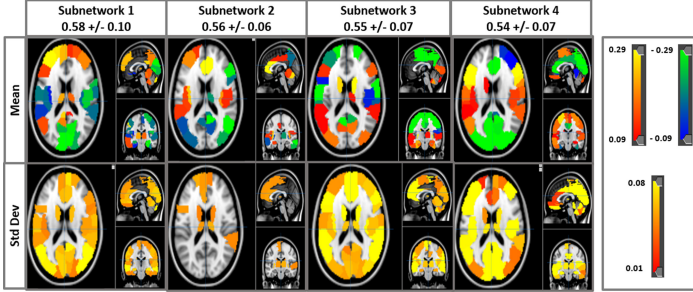 Subnetwork 1
0.58 +/- 0.10
Subnetwork 2
0.56 +/- 0.06
Subnetwork 3
0.55 +/- 0.07
Subnetwork 4
0.54 +/- 0.07
Mean
Std Dev
0.29
- 0.29
0.09
- 0.09
0.08
0.01